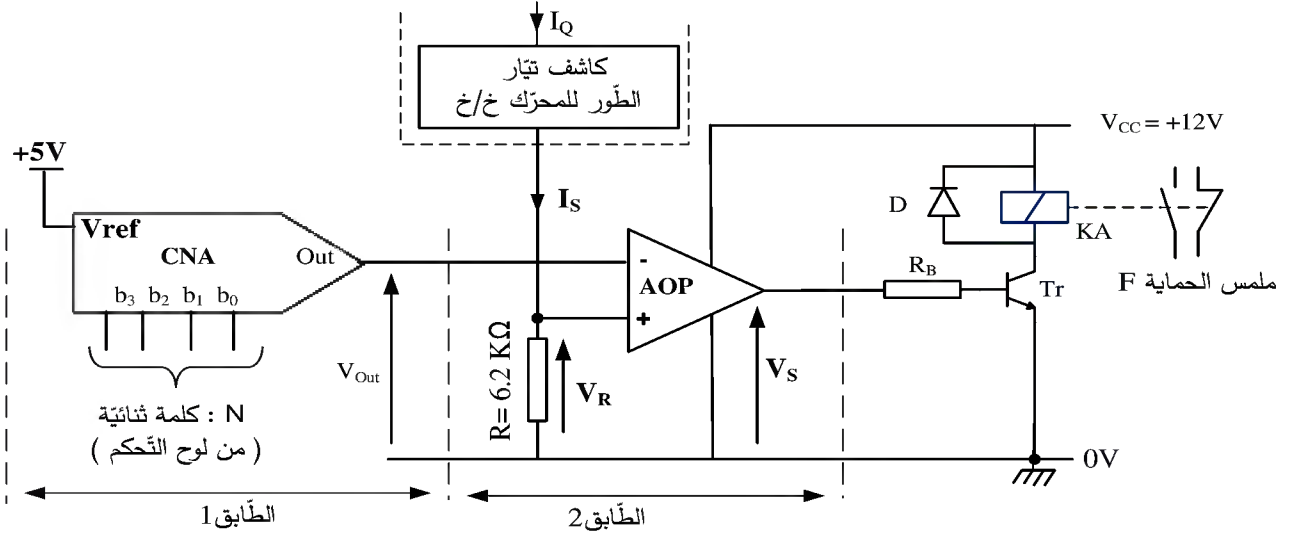 I_Q
كاشف تيّار
الطّور للمحرّك خ/خ
V_CC = +12V
+5V
I_S
Vref
CNA
Out
D
KA
b₃ b₂ b₁ b₀
-
AOP
+
R_B
Tr
ملمس الحماية F
V_Out
R= 6.2 KΩ
V_R
V_S
N : كلمة ثنائيّة
( من لوح التّحكم )
0V
الطّابق1
الطّابق2